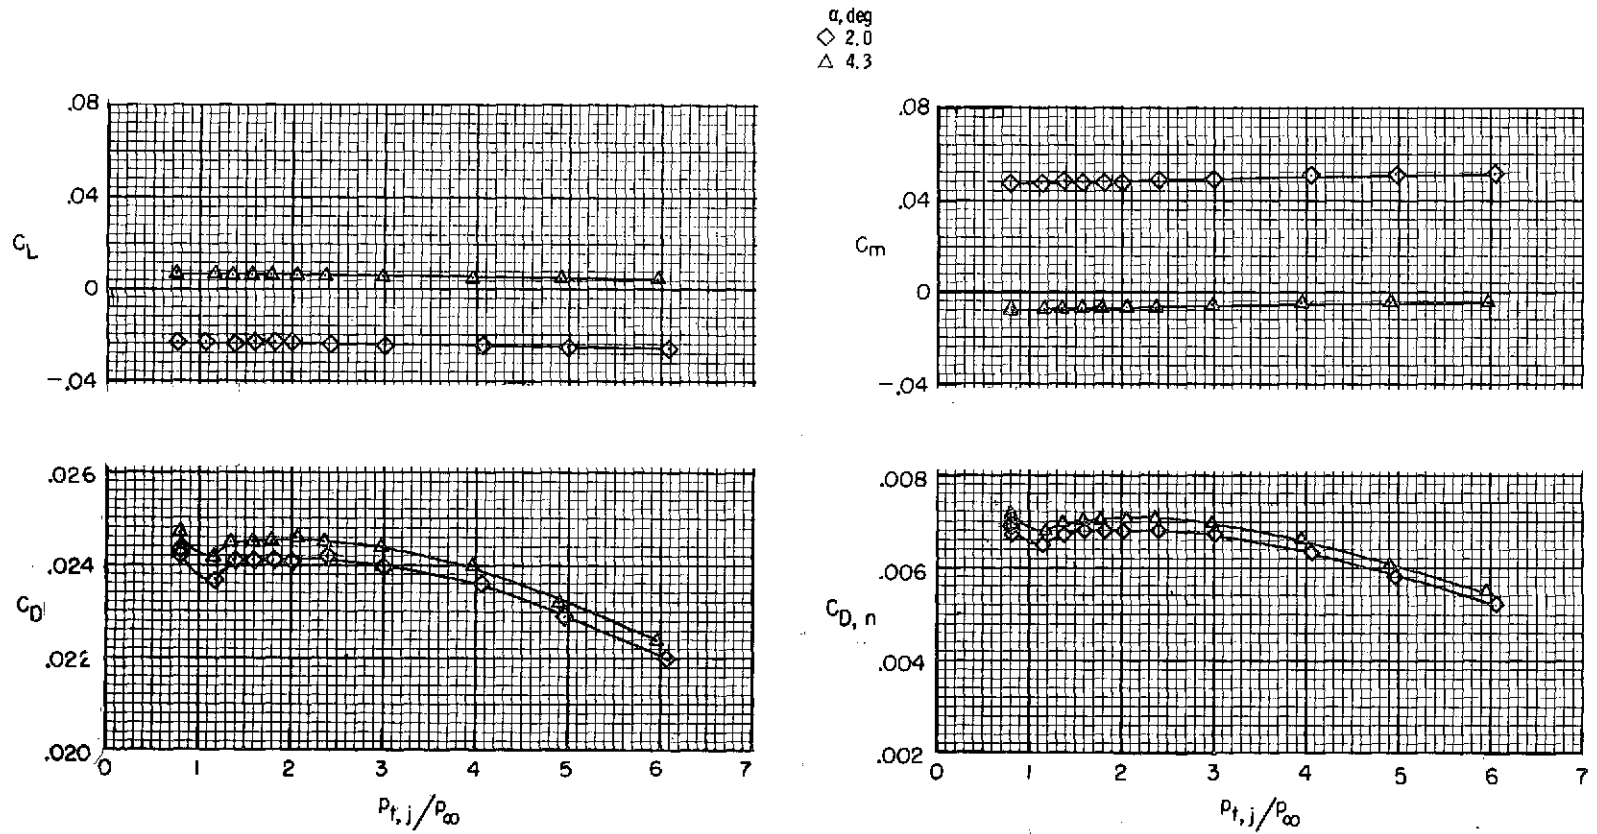 α, deg
◇ 2.0
△ 4.3
.08
.04
C_L
0
-.04
.08
.04
C_m
0
-.04
.026
.024
C_D
.022
.020
0 1 2 3 4 5 6 7
p_t, j/p_∞
.008
.006
C_D, n
.004
.002
0 1 2 3 4 5 6 7
p_t, j/p_∞